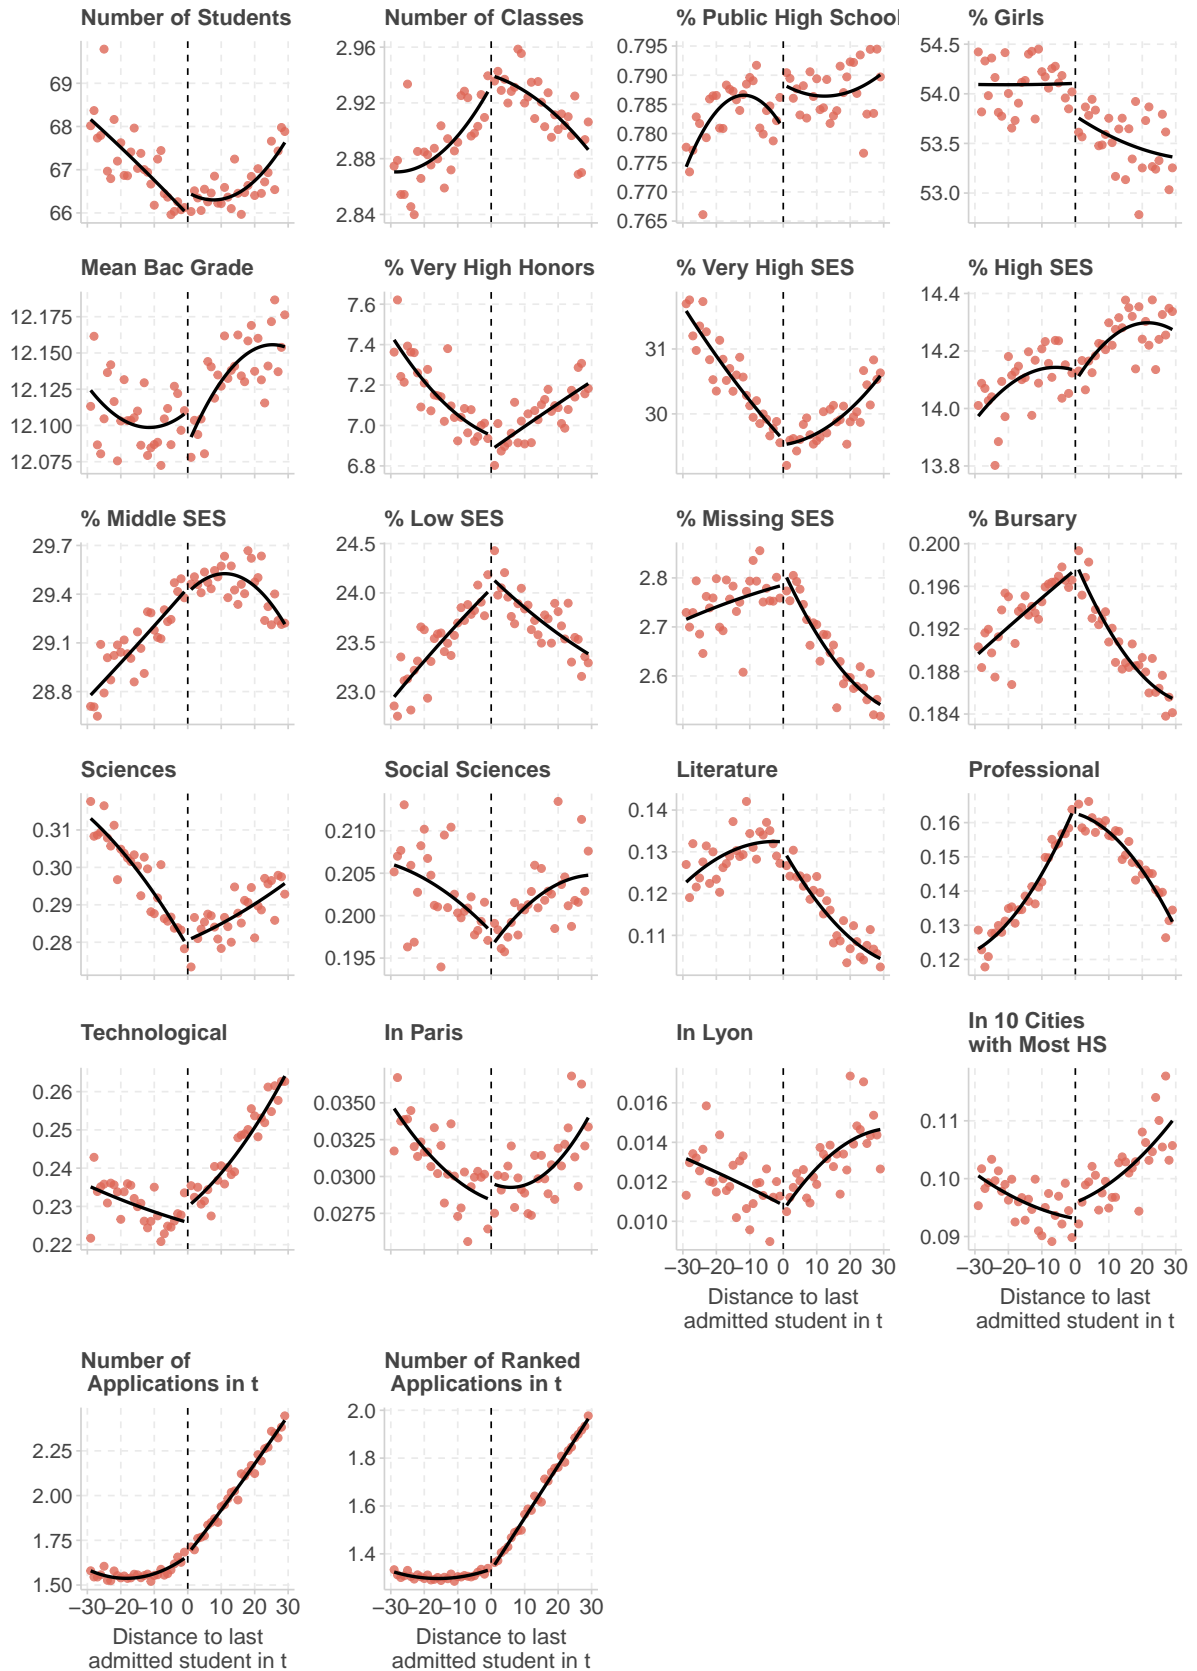 Number of Students
Number of Classes
% Public High School
% Girls
69
68
67
66
2.96
2.92
2.88
2.84
0.795
0.790
0.785
0.780
0.775
0.770
0.765
54.5
54.0
53.5
53.0
Mean Bac Grade
% Very High Honors
% Very High SES
% High SES
12.175
12.150
12.125
12.100
12.075
7.6
7.4
7.2
7.0
6.8
31
30
14.4
14.2
14.0
13.8
% Middle SES
% Low SES
% Missing SES
% Bursary
29.7
29.4
29.1
28.8
24.5
24.0
23.5
23.0
2.8
2.7
2.6
0.200
0.196
0.192
0.188
0.184
Sciences
Social Sciences
Literature
Professional
0.31
0.30
0.29
0.28
0.210
0.205
0.200
0.195
0.14
0.13
0.12
0.11
0.16
0.15
0.14
0.13
0.12
Technological
In Paris
In Lyon
In 10 Cities
with Most HS
0.26
0.25
0.24
0.23
0.22
0.0350
0.0325
0.0300
0.0275
0.016
0.014
0.012
0.010
0.11
0.10
0.09
−30−20−10 0 10 20 30
Distance to last
admitted student in t
−30−20−10 0 10 20 30
Distance to last
admitted student in t
Number of
Applications in t
Number of Ranked
Applications in t
2.25
2.00
1.75
1.50
2.0
1.8
1.6
1.4
−30−20−10 0 10 20 30
Distance to last
admitted student in t
−30−20−10 0 10 20 30
Distance to last
admitted student in t